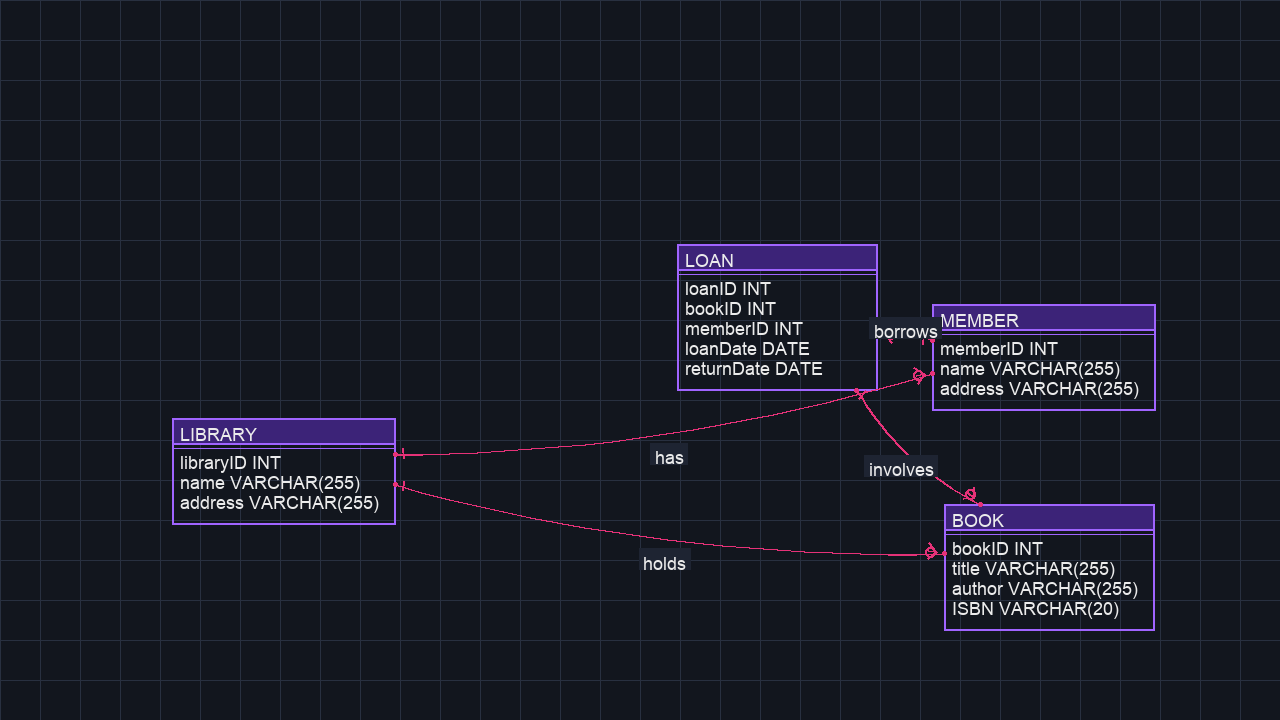 LOAN
loanID INT
bookID INT
memberID INT
loanDate DATE
returnDate DATE
borrows
MEMBER
memberID INT
name VARCHAR(255)
address VARCHAR(255)
LIBRARY
libraryID INT
name VARCHAR(255)
address VARCHAR(255)
has
involves
holds
BOOK
bookID INT
title VARCHAR(255)
author VARCHAR(255)
ISBN VARCHAR(20)